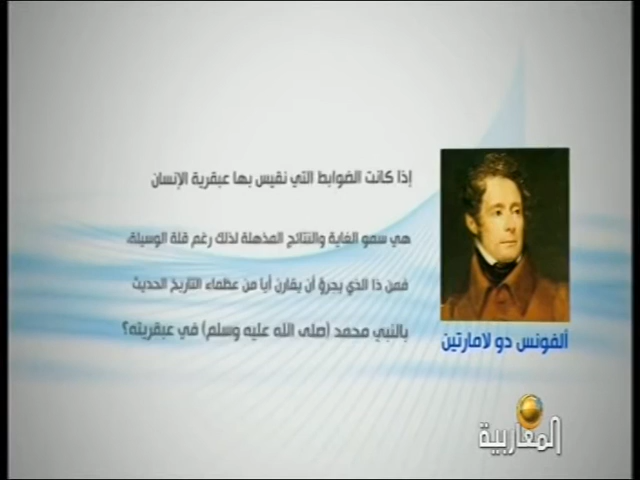 إذا كانت الضوابط التي نقيس بها عبقرية الإنسان
هي سمو الغاية والنتائج المذهلة لذلك رغم قلة الوسيلة،
فمن ذا الذي يجرؤ أن يقارن أيا من عظماء التاريخ الحديث
بالنبي محمد (صلى الله عليه وسلم) في عبقريته؟
ألفونس دو لامارتين
المغاربية